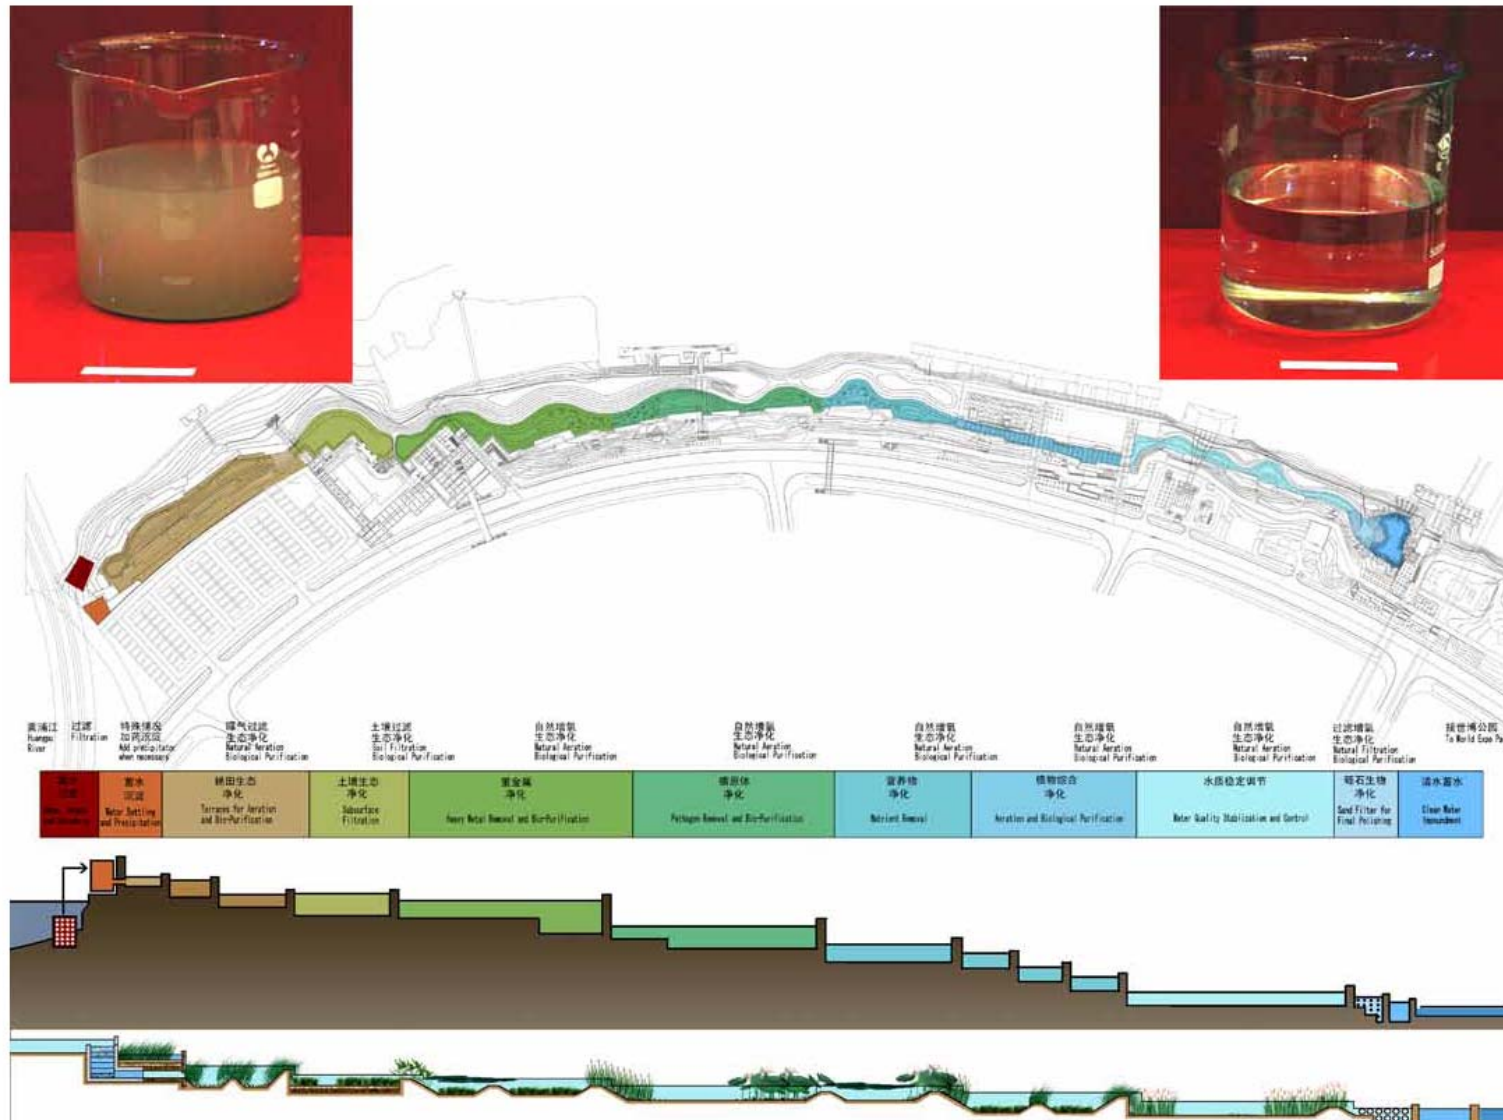 黄浦江
Huangpu
River
过滤
Filtration
特殊情况
加药沉淀
Add precipitator
when necessary
曝气过滤
生态净化
Natural Aeration
Biological Purification
土壤过滤
生态净化
Soil Filtration
Biological Purification
自然增氧
生态净化
Natural Aeration
Biological Purification
自然增氧
生态净化
Natural Aeration
Biological Purification
自然增氧
生态净化
Natural Aeration
Biological Purification
自然增氧
生态净化
Natural Aeration
Biological Purification
自然增氧
生态净化
Natural Aeration
Biological Purification
过滤增氧
生态净化
Natural Filtration
Biological Purification
接世博公园
To World Expo Pa
蓄水
沉淀
Water Settling
and Precipitation
梯田生态
净化
Terraces for Aeration
and Bio-Purification
土壤生态
净化
Subsurface
Filtration
重金属
净化
Heavy Metal Removal and Bio-Purification
病原体
净化
Pathogen Removal and Bio-Purification
营养物
净化
Nutrient Removal
植物综合
净化
Aeration and Biological Purification
水质稳定调节
Water Quality Stablization and Control
砾石生物
净化
Sand Filter for
Final Polishing
清水蓄水
Clean Water
Impoundment